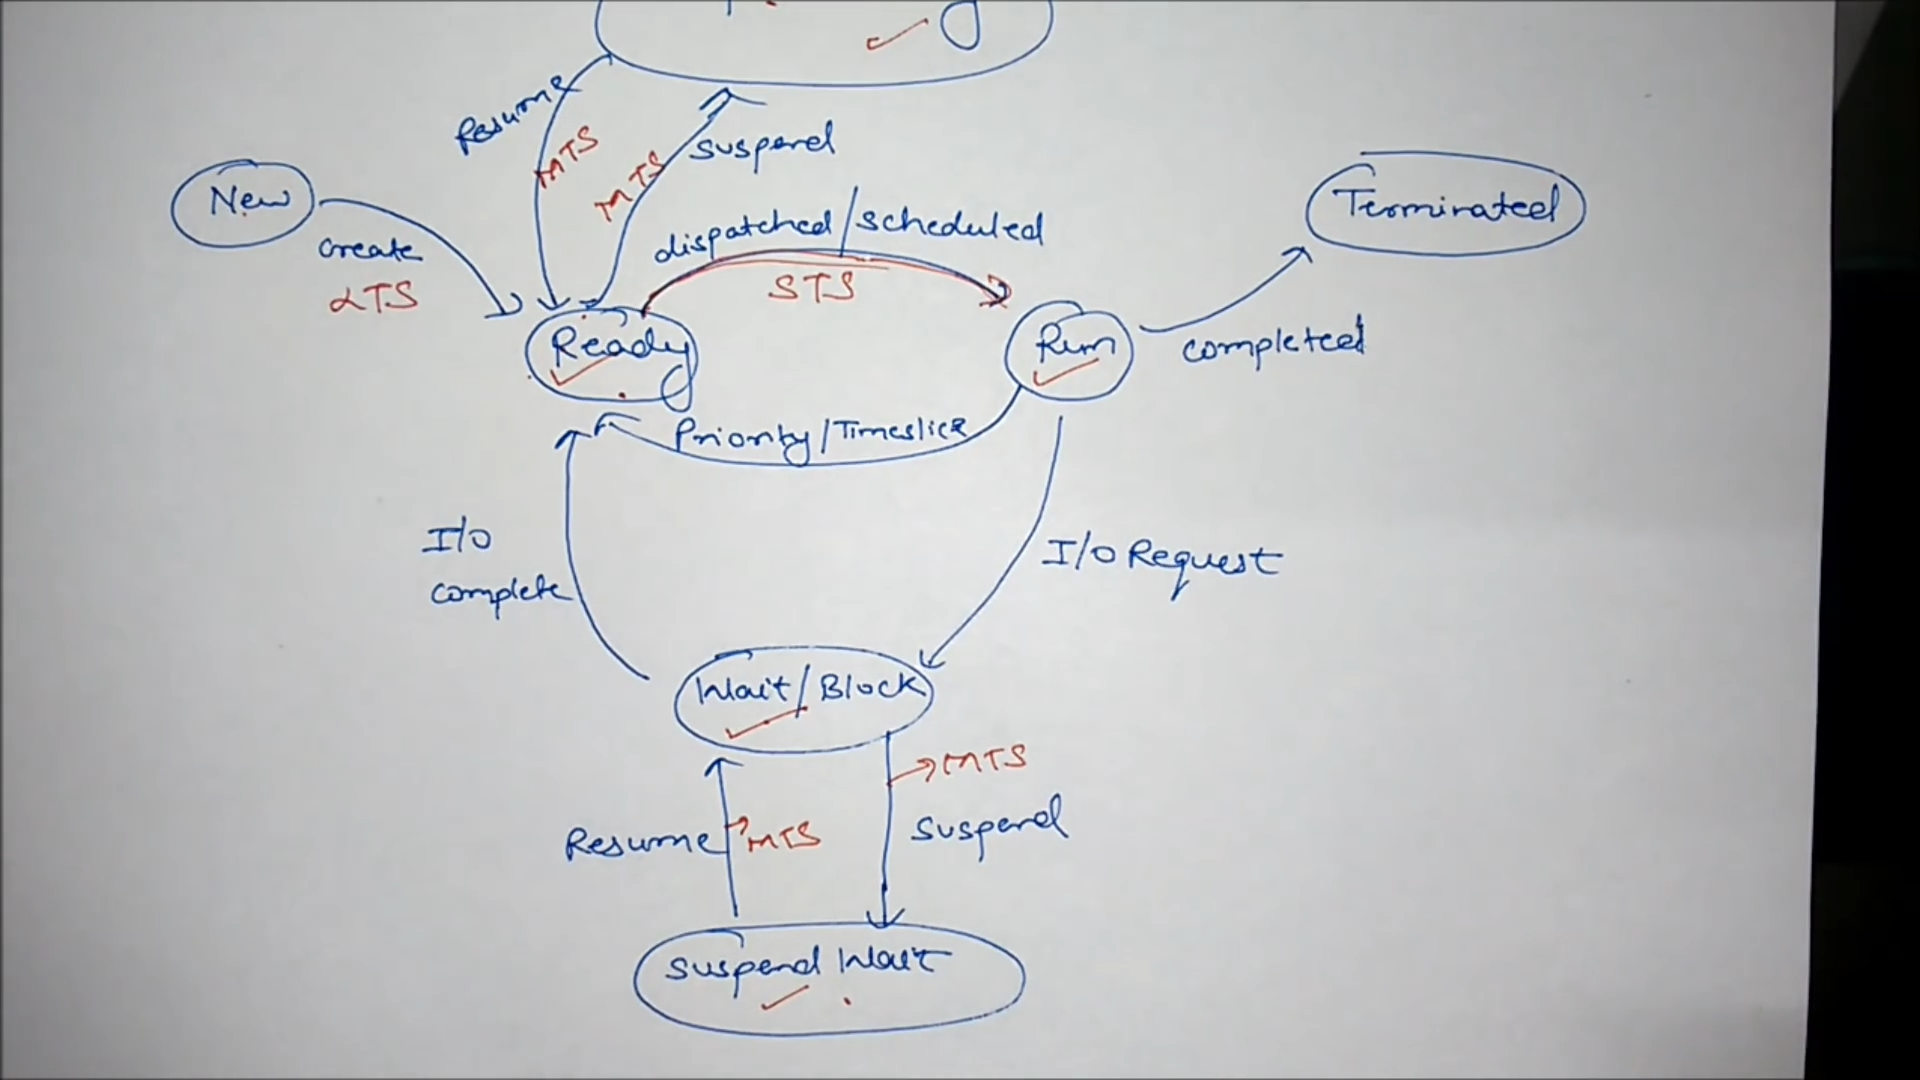 Resume
MTS
MTS
suspend
New
create
LTS
dispatched/scheduled
STS
Terminated
Ready
Run
completed
Priority/Timeslice
I/O
complete
I/O Request
Wait/Block
MTS
Resume
MTS
suspend
suspend Wait